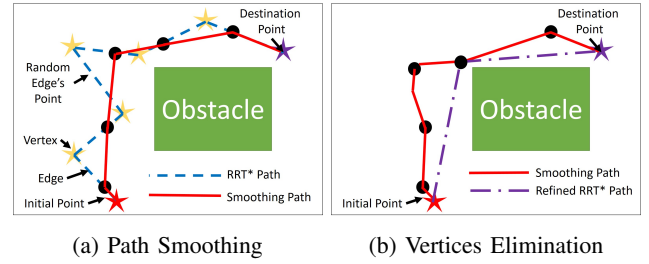 Destination
Point
Random
Edge's
Point
Obstacle
Vertex
Edge
RRT* Path
Initial Point
Smoothing Path
(a) Path Smoothing
Destination
Point
Obstacle
Smoothing Path
Initial Point
Refined RRT* Path
(b) Vertices Elimination